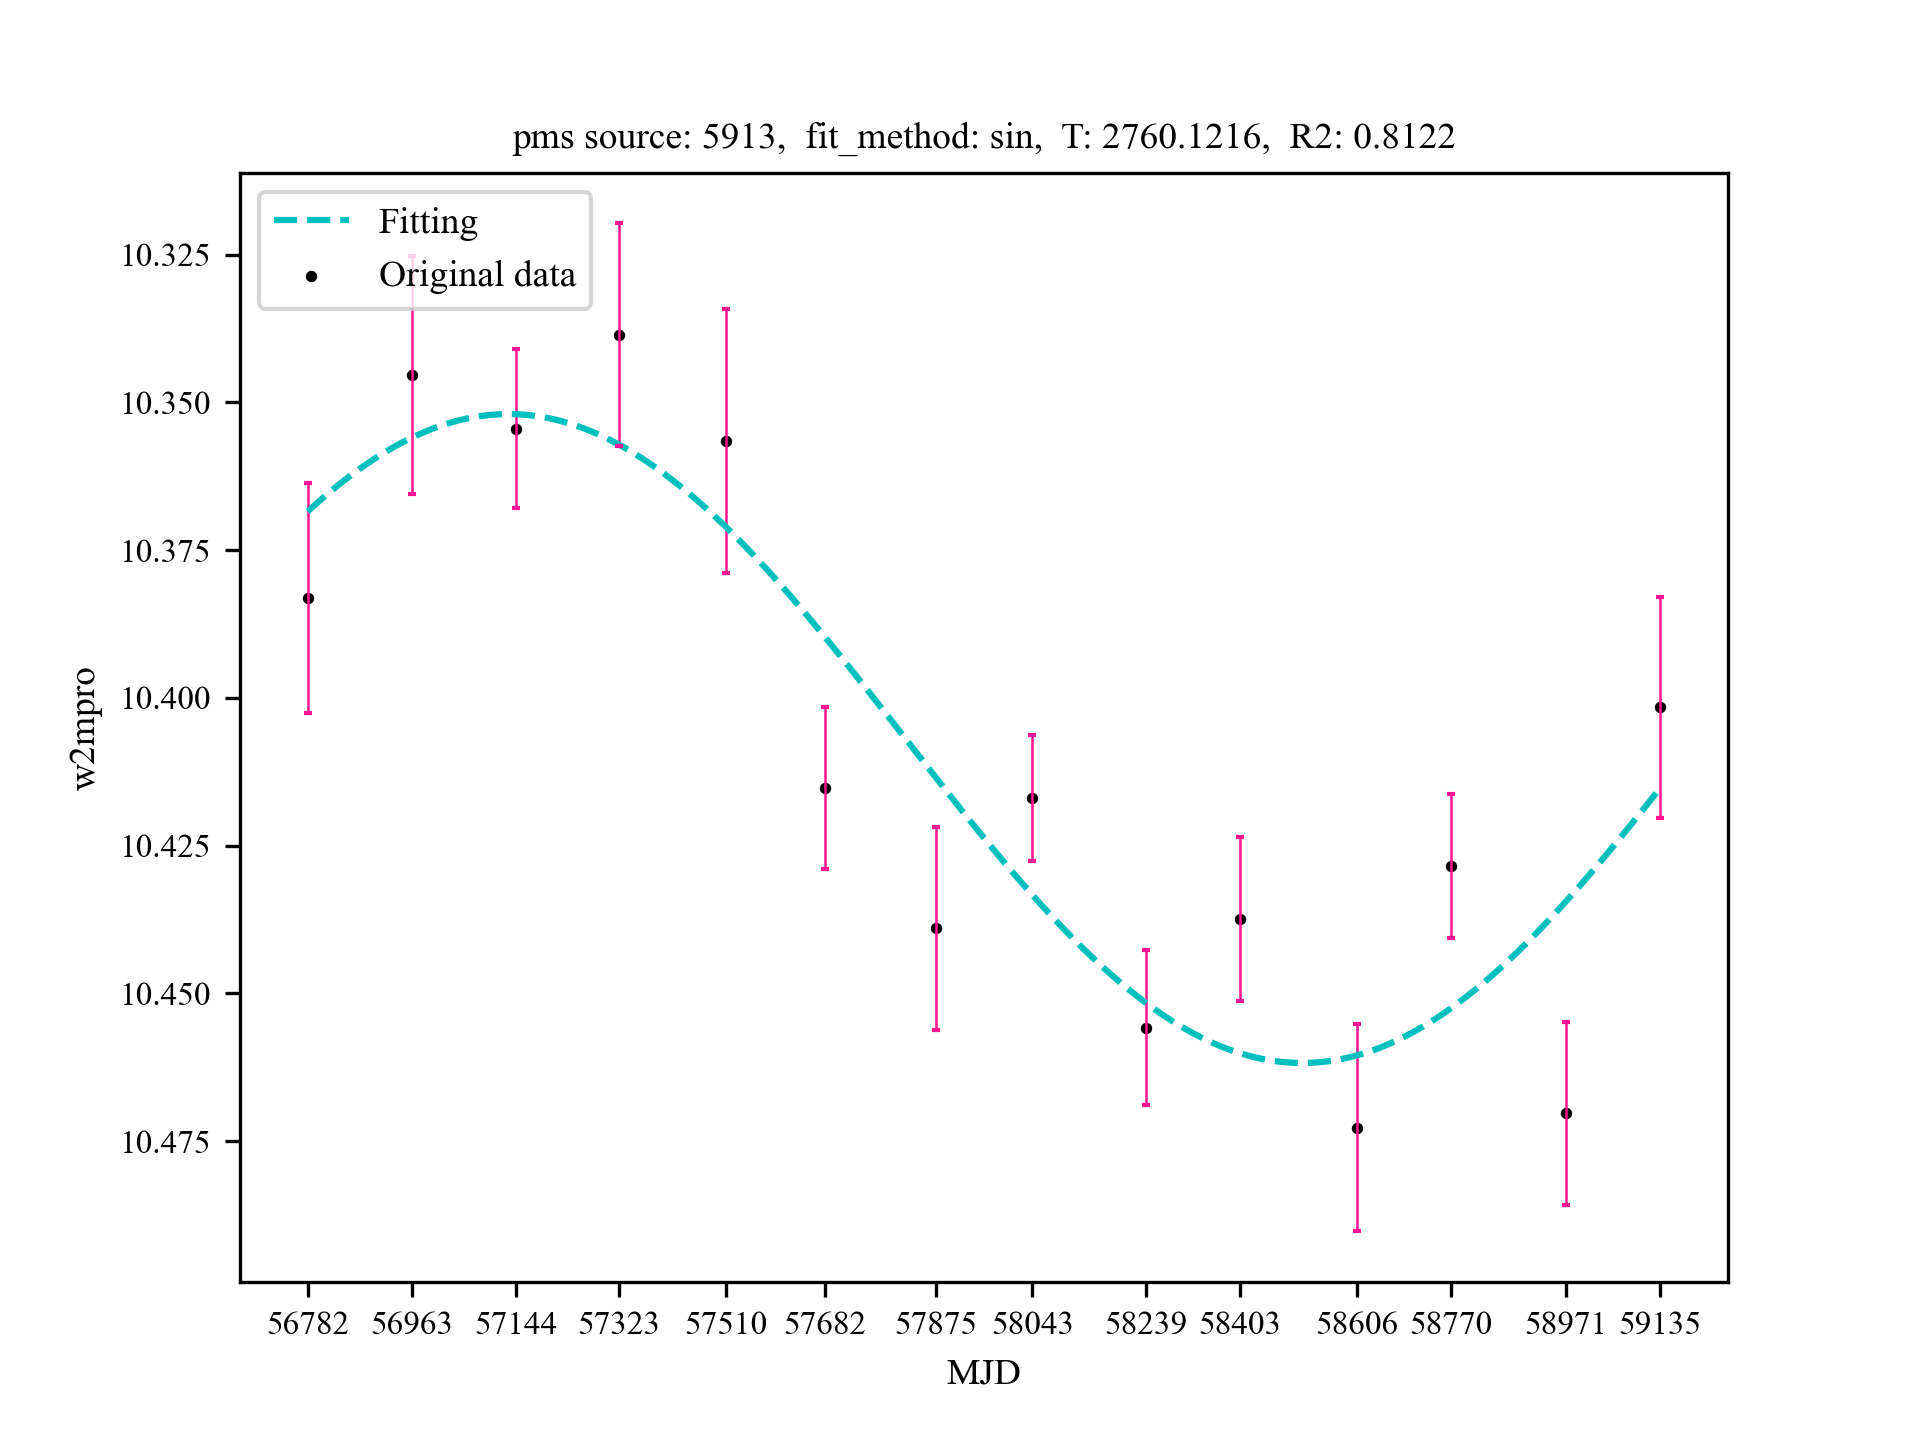 pms source: 5913,  fit_method: sin,  T: 2760.1216,  R2: 0.8122
Fitting
Original data
10.325
10.350
10.375
10.400
10.425
10.450
10.475
w2mpro
56782 56963 57144 57323 57510 57682 57875 58043 58239 58403 58606 58770 58971 59135
MJD